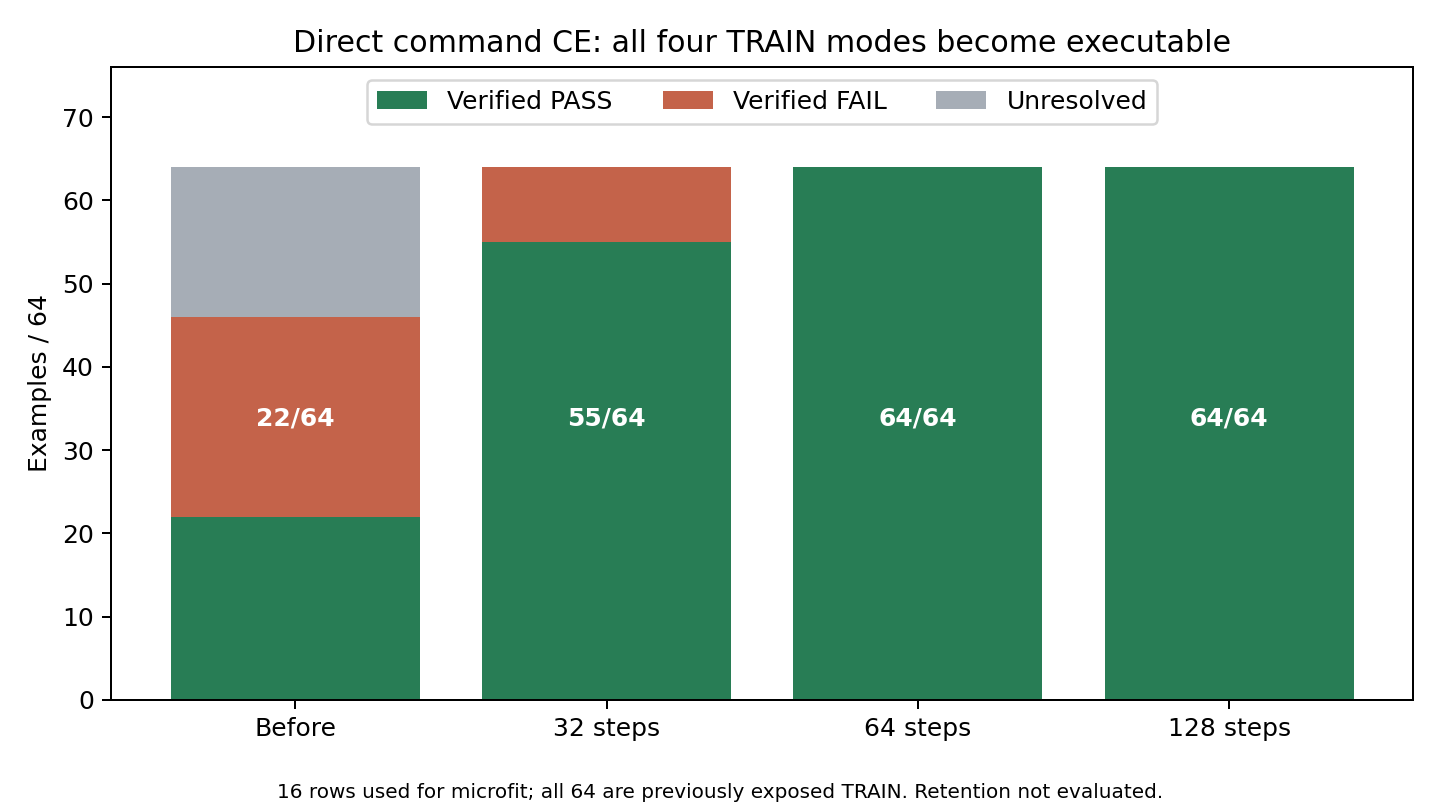 Direct command CE: all four TRAIN modes become executable
Verified PASS Verified FAIL Unresolved
70
60
50
40
30
20
10
0
Examples / 64
22/64 55/64 64/64 64/64
Before 32 steps 64 steps 128 steps
16 rows used for microfit; all 64 are previously exposed TRAIN. Retention not evaluated.